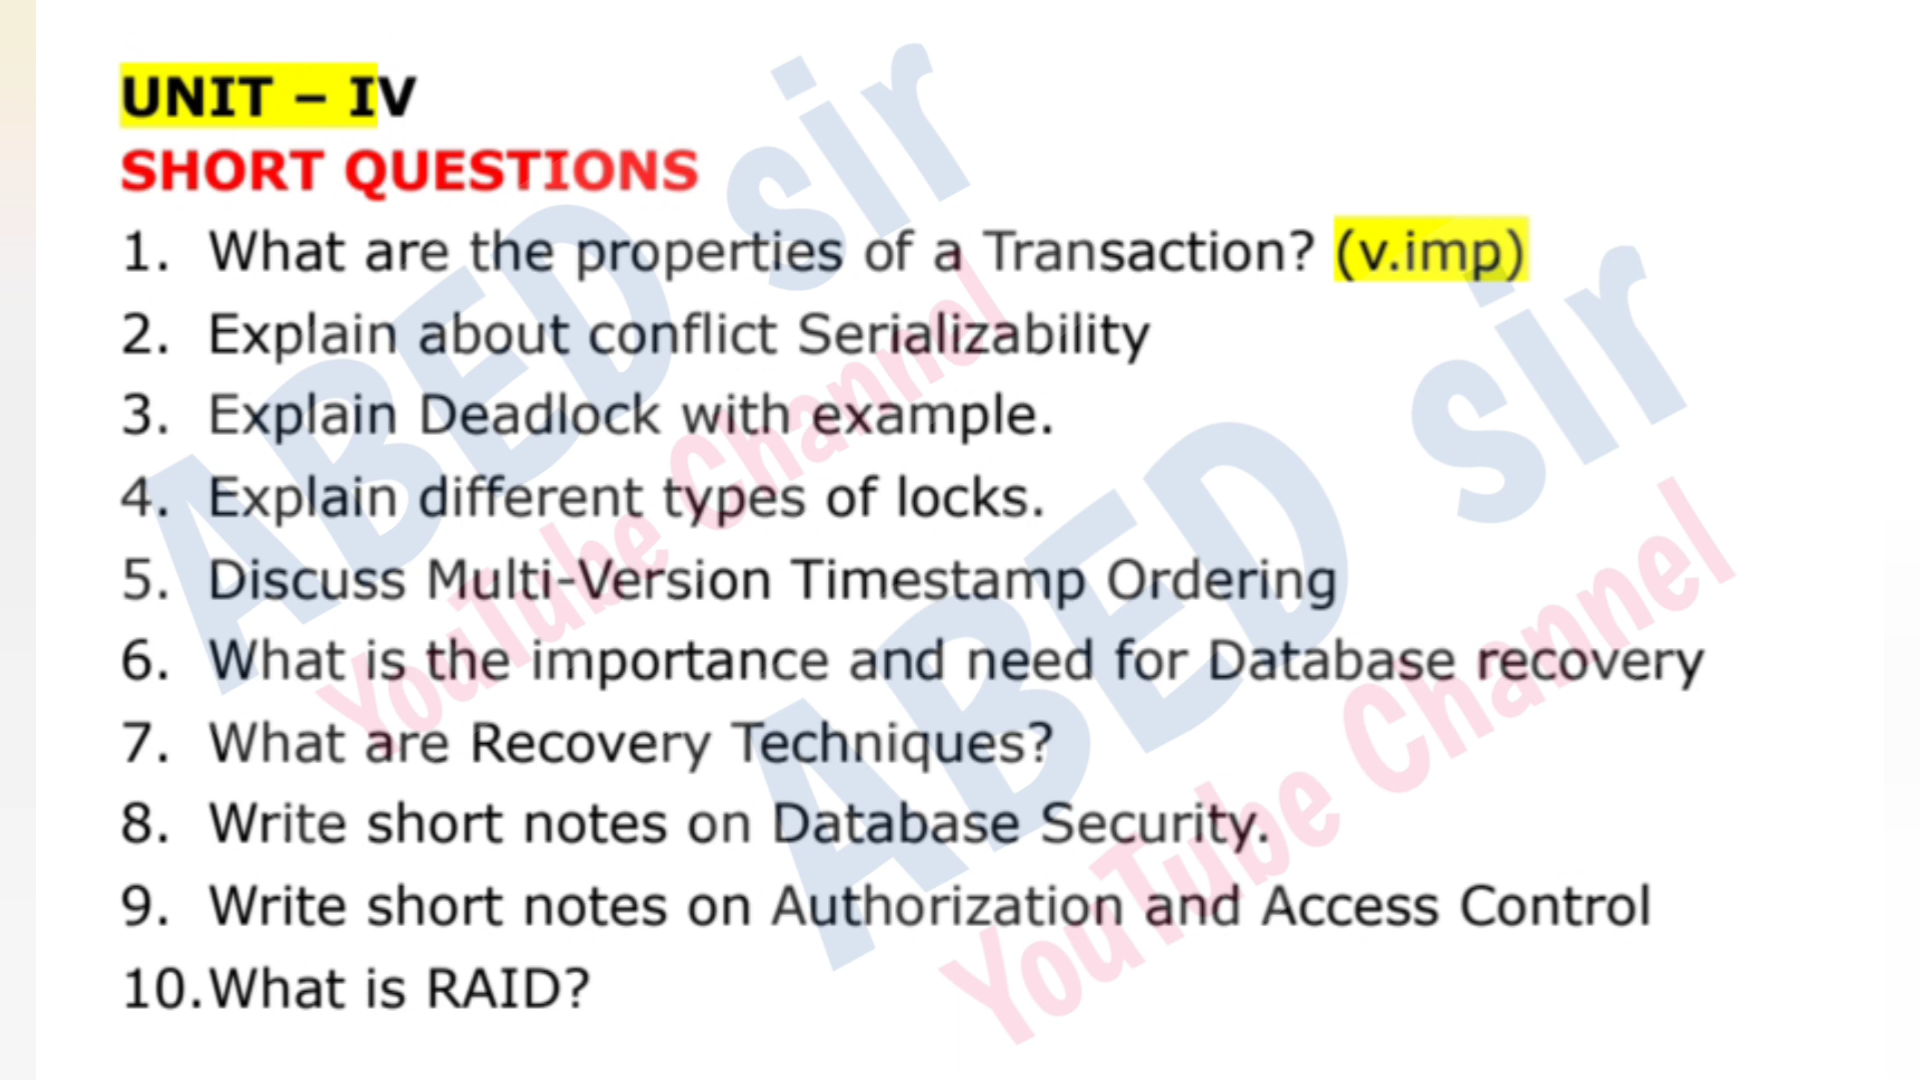 UNIT – IV
SHORT QUESTIONS
1. What are the properties of a Transaction? (v.imp)
2. Explain about conflict Serializability
3. Explain Deadlock with example.
4. Explain different types of locks.
5. Discuss Multi-Version Timestamp Ordering
6. What is the importance and need for Database recovery
7. What are Recovery Techniques?
8. Write short notes on Database Security.
9. Write short notes on Authorization and Access Control
10.What is RAID?
ABED sir
YouTube Channel
ABED sir
YouTube Channel